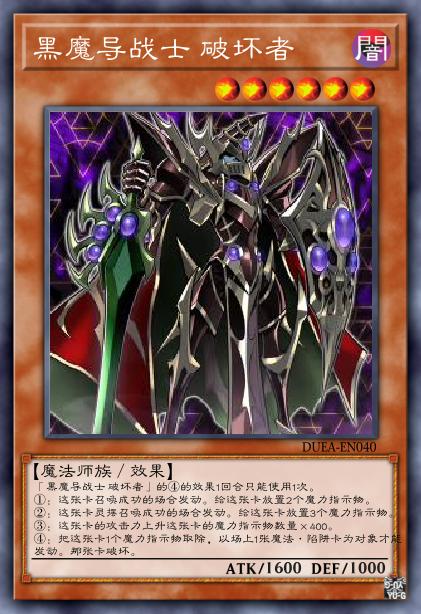 黑魔导战士 破坏者
闇
DUEA-EN040
【魔法师族／效果】
「黑魔导战士 破坏者」的④的效果1回合只能使用1次。
①：这张卡召唤成功的场合发动。给这张卡放置2个魔力指示物。
②：这张卡灵摆召唤成功的场合发动。给这张卡放置3个魔力指示物。
③：这张卡的攻击力上升这张卡的魔力指示物数量×400。
④：把这张卡1个魔力指示物取除，以场上1张魔法·陷阱卡为对象才能
发动。那张卡破坏。
ATK/1600 DEF/1000